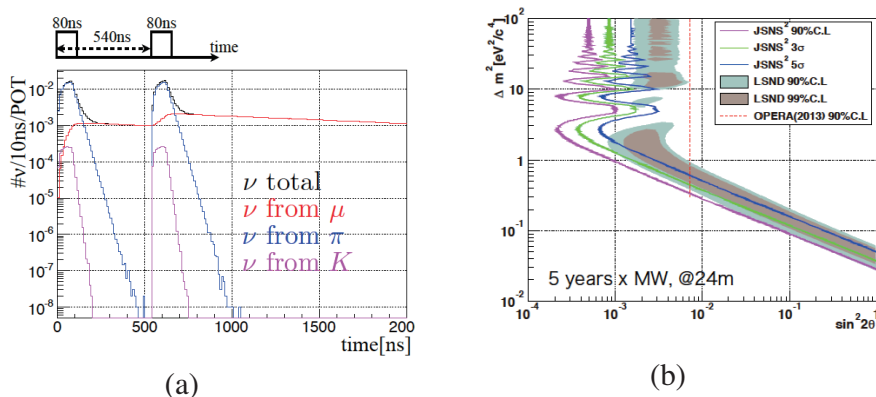 80ns 80ns
540ns
time
#ν/10ns/POT
10⁻²
10⁻³
10⁻⁴
10⁻⁵
10⁻⁶
10⁻⁷
10⁻⁸
ν total
ν from μ
ν from π
ν from K
0 500 1000 1500 200
time[ns]
(a)
Δ m² [eV²/c⁴]
10²
10
1
10⁻¹
10⁻²
JSNS² 90%C.L
JSNS² 3σ
JSNS² 5σ
LSND 90%C.L
LSND 99%C.L
OPERA(2013) 90%C.L
5 years x MW, @24m
10⁻⁴ 10⁻³ 10⁻² 10⁻¹ 1
sin²2θ
(b)